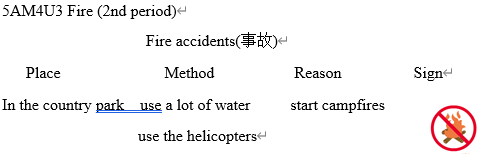 5AM4U3 Fire (2nd period)
Fire accidents(事故)
Place Method Reason Sign
In the country park use a lot of water start campfires
use the helicopters